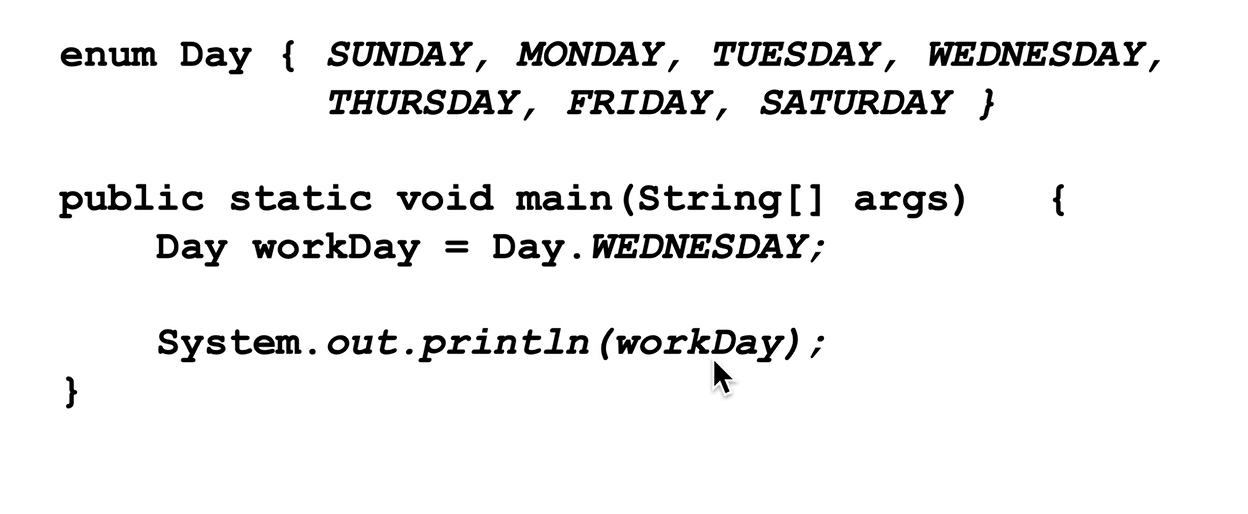 enum Day { SUNDAY, MONDAY, TUESDAY, WEDNESDAY,
THURSDAY, FRIDAY, SATURDAY }
public static void main(String[] args) {
Day workDay = Day.WEDNESDAY;
System.out.println(workDay);
}